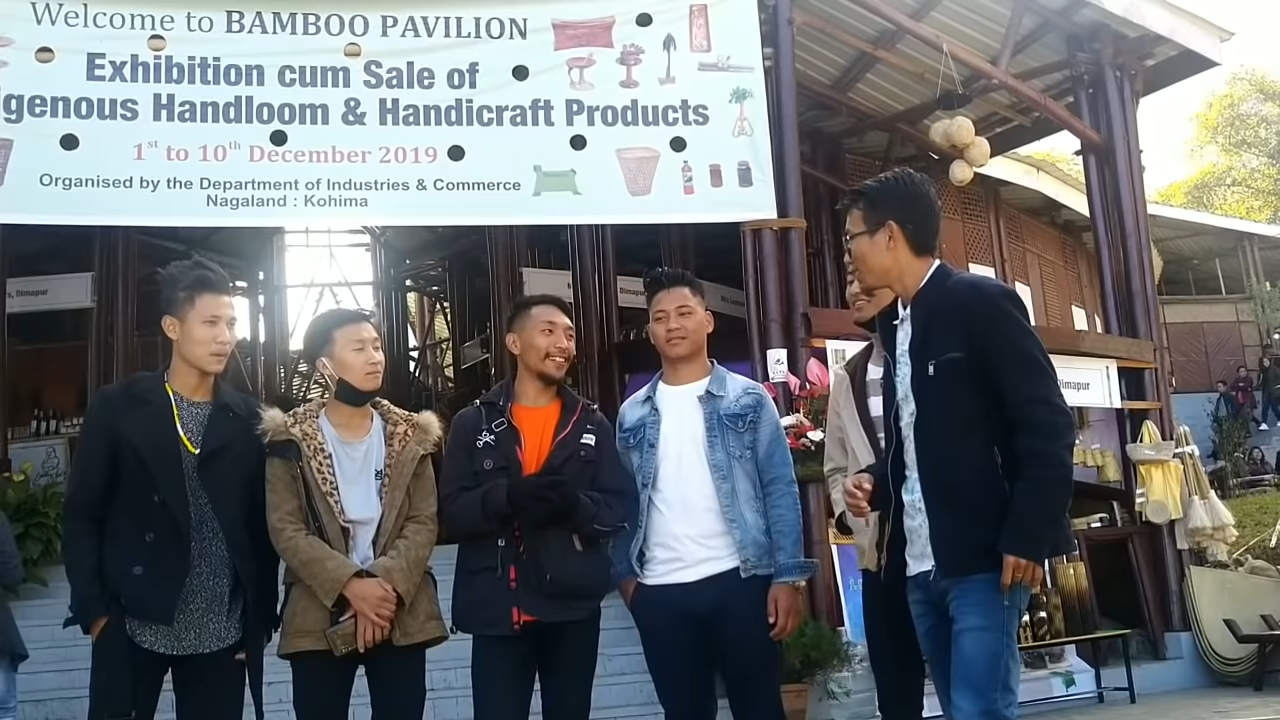 Welcome to BAMBOO PAVILION
Exhibition cum Sale of
igenous Handloom & Handicraft Products
1st to 10th December 2019
Organised by the Department of Industries & Commerce
Nagaland : Kohima
Dimapur
Dimapur
Dimapur